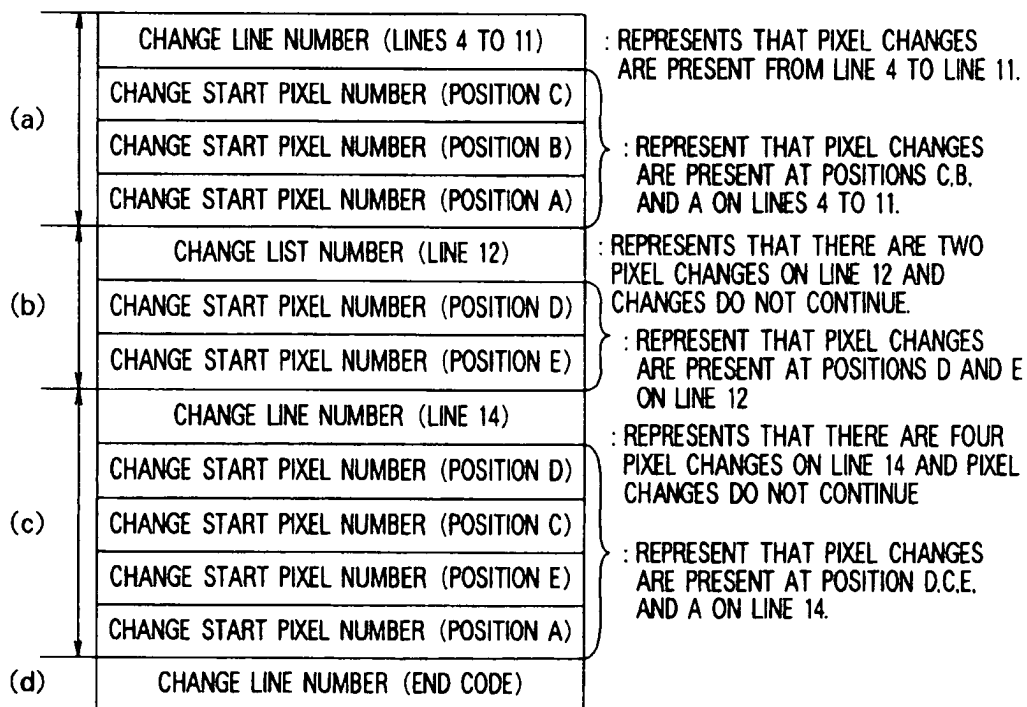 (a)
CHANGE LINE NUMBER (LINES 4 TO 11)
: REPRESENTS THAT PIXEL CHANGES
ARE PRESENT FROM LINE 4 TO LINE 11.
CHANGE START PIXEL NUMBER (POSITION C)
CHANGE START PIXEL NUMBER (POSITION B)
CHANGE START PIXEL NUMBER (POSITION A)
: REPRESENT THAT PIXEL CHANGES
ARE PRESENT AT POSITIONS C,B,
AND A ON LINES 4 TO 11.
(b)
CHANGE LIST NUMBER (LINE 12)
: REPRESENTS THAT THERE ARE TWO
PIXEL CHANGES ON LINE 12 AND
CHANGES DO NOT CONTINUE.
CHANGE START PIXEL NUMBER (POSITION D)
CHANGE START PIXEL NUMBER (POSITION E)
: REPRESENT THAT PIXEL CHANGES
ARE PRESENT AT POSITIONS D AND E
ON LINE 12
(c)
CHANGE LINE NUMBER (LINE 14)
: REPRESENTS THAT THERE ARE FOUR
PIXEL CHANGES ON LINE 14 AND PIXEL
CHANGES DO NOT CONTINUE
CHANGE START PIXEL NUMBER (POSITION D)
CHANGE START PIXEL NUMBER (POSITION C)
CHANGE START PIXEL NUMBER (POSITION E)
CHANGE START PIXEL NUMBER (POSITION A)
: REPRESENT THAT PIXEL CHANGES
ARE PRESENT AT POSITION D,C,E,
AND A ON LINE 14.
(d)
CHANGE LINE NUMBER (END CODE)